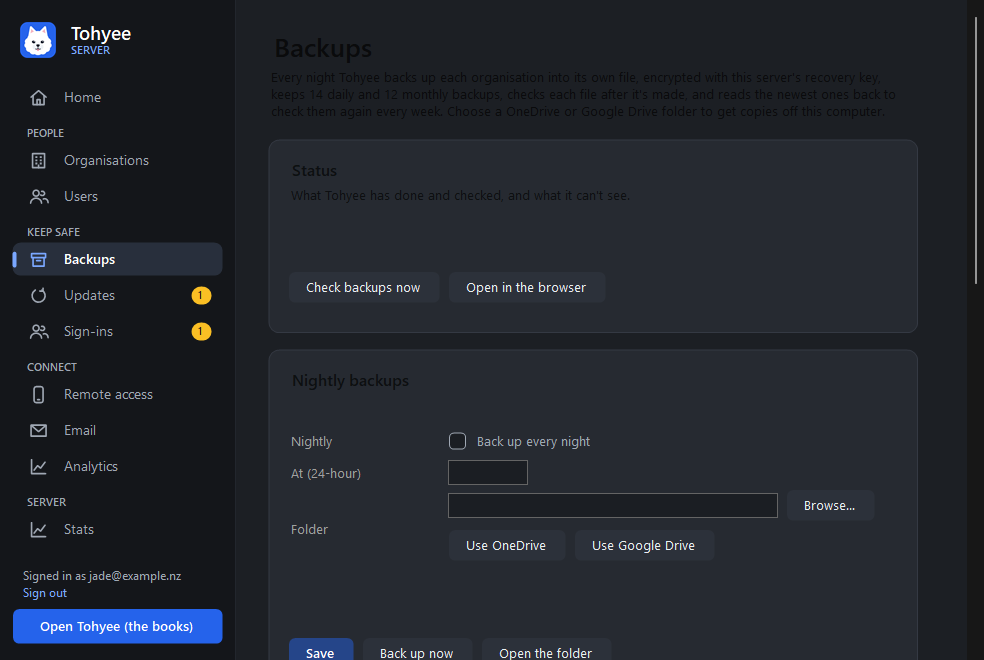 Tohyee
SERVER
Home
PEOPLE
Organisations
Users
KEEP SAFE
Backups
Updates 1
Sign-ins 1
CONNECT
Remote access
Email
Analytics
SERVER
Stats
Signed in as jade@example.nz
Sign out
Open Tohyee (the books)
Backups
Every night Tohyee backs up each organisation into its own file, encrypted with this server's recovery key,
keeps 14 daily and 12 monthly backups, checks each file after it's made, and reads the newest ones back to
check them again every week. Choose a OneDrive or Google Drive folder to get copies off this computer.
Status
What Tohyee has done and checked, and what it can't see.
Check backups now Open in the browser
Nightly backups
Nightly Back up every night
At (24-hour)
Browse...
Folder
Use OneDrive Use Google Drive
Save Back up now Open the folder